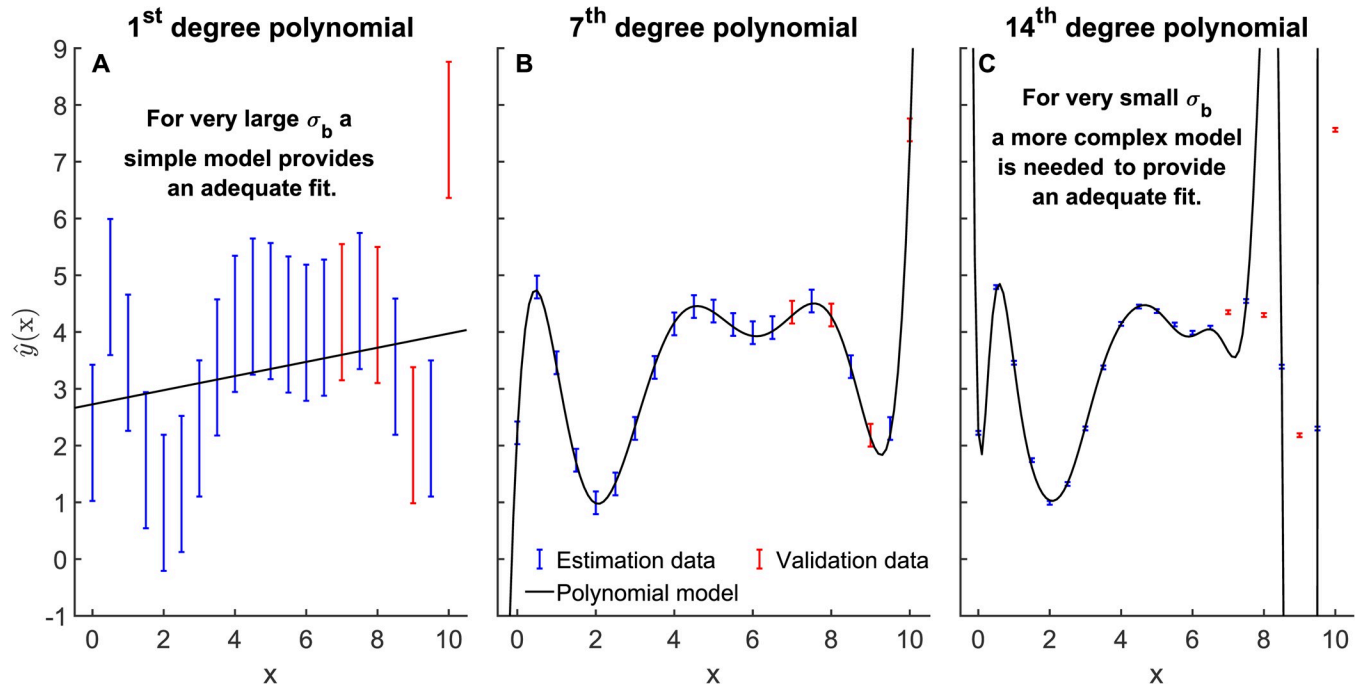 1st degree polynomial
7th degree polynomial
14th degree polynomial
A
For very large σb a
simple model provides
an adequate fit.
ŷ(x)
9
8
7
6
5
4
3
2
1
0
-1
0 2 4 6 8 10
x
B
Estimation data
Validation data
Polynomial model
0 2 4 6 8 10
x
C
For very small σb
a more complex model
is needed to provide
an adequate fit.
0 2 4 6 8 10
x